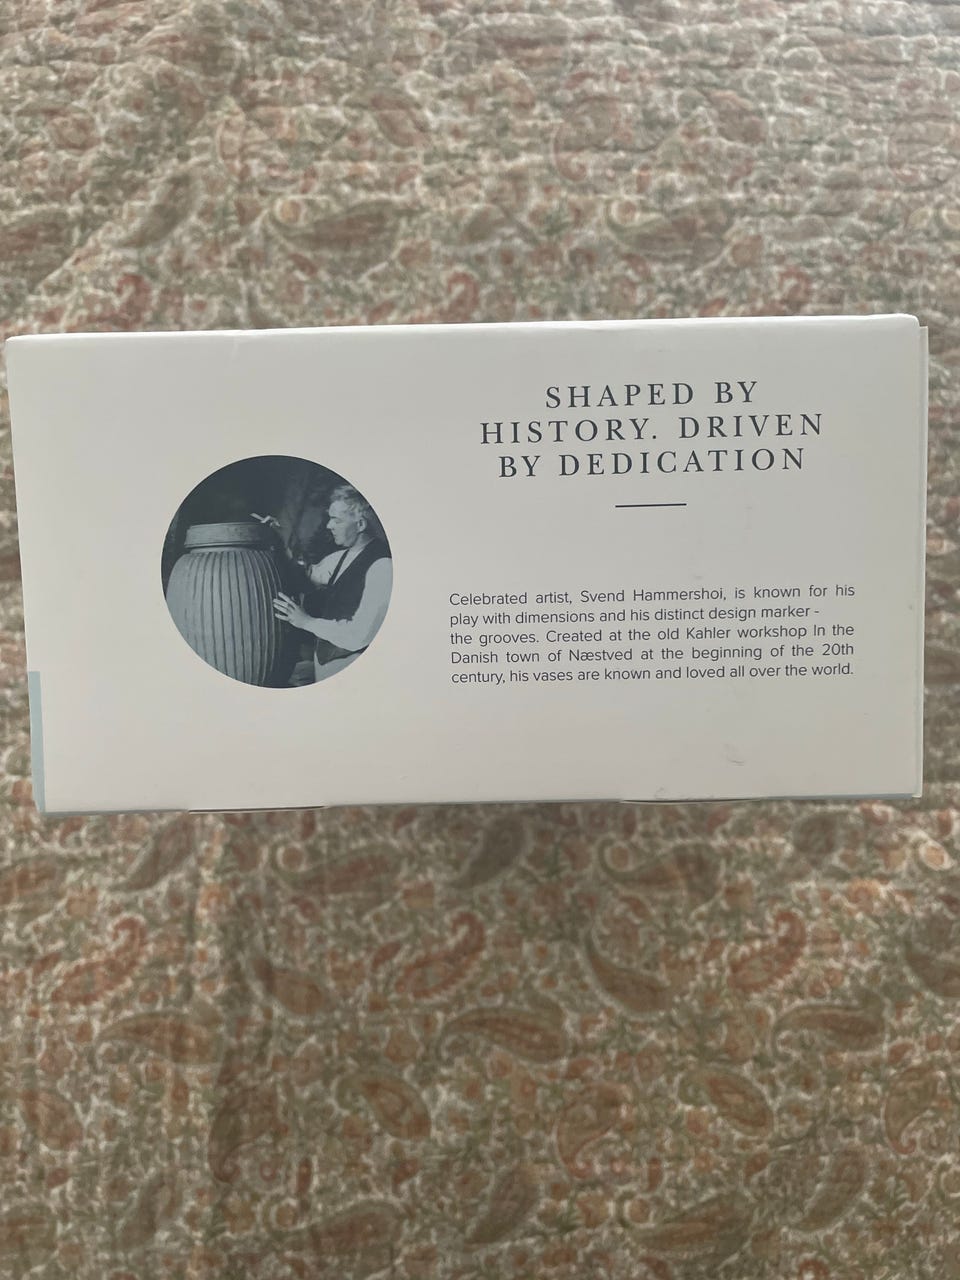 SHAPED BY
HISTORY. DRIVEN
BY DEDICATION
Celebrated artist, Svend Hammershoi, is known for his
play with dimensions and his distinct design marker -
the grooves. Created at the old Kahler workshop In the
Danish town of Næstved at the beginning of the 20th
century, his vases are known and loved all over the world.